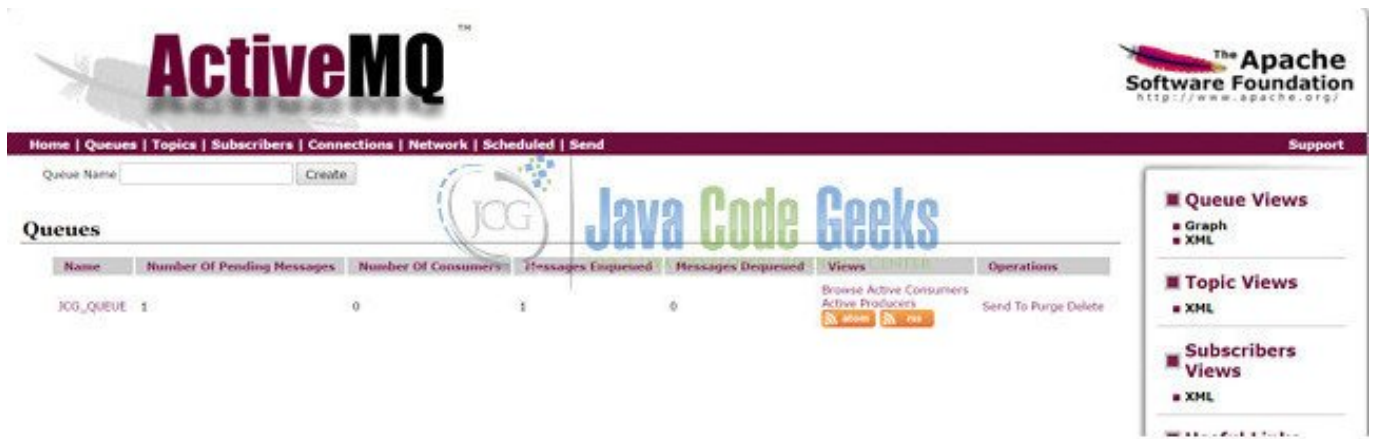 ActiveMQ™
The Apache
Software Foundation
http://www.apache.org/
Home | Queues | Topics | Subscribers | Connections | Network | Scheduled | Send
Support
Queue Name
Create
JCG
Java Code Geeks
Queues
Name Number Of Pending Messages Number Of Consumers Messages Enqueued Messages Dequeued Views Operations
JCG_QUEUE 1 0 1 0 Browse Active Consumers
Active Producers
atom rss
Send To Purge Delete
Queue Views
Graph
XML
Topic Views
XML
Subscribers
Views
XML